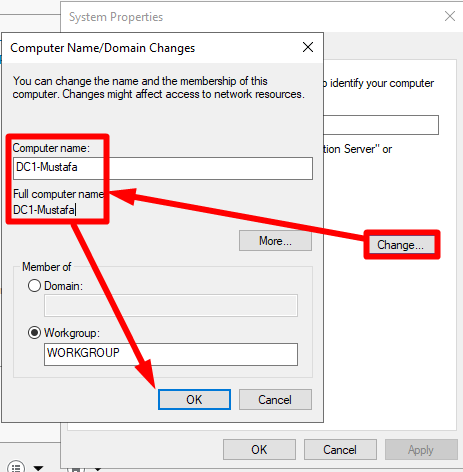 System Properties
Computer Name/Domain Changes
You can change the name and the membership of this
computer. Changes might affect access to network resources.
to identify your computer
Computer name:
DC1-Mustafa
tion Server" or
Full computer name
DC1-Mustafa
Change...
More...
Member of
Domain:
Workgroup:
WORKGROUP
OK
Cancel
OK
Cancel
Apply